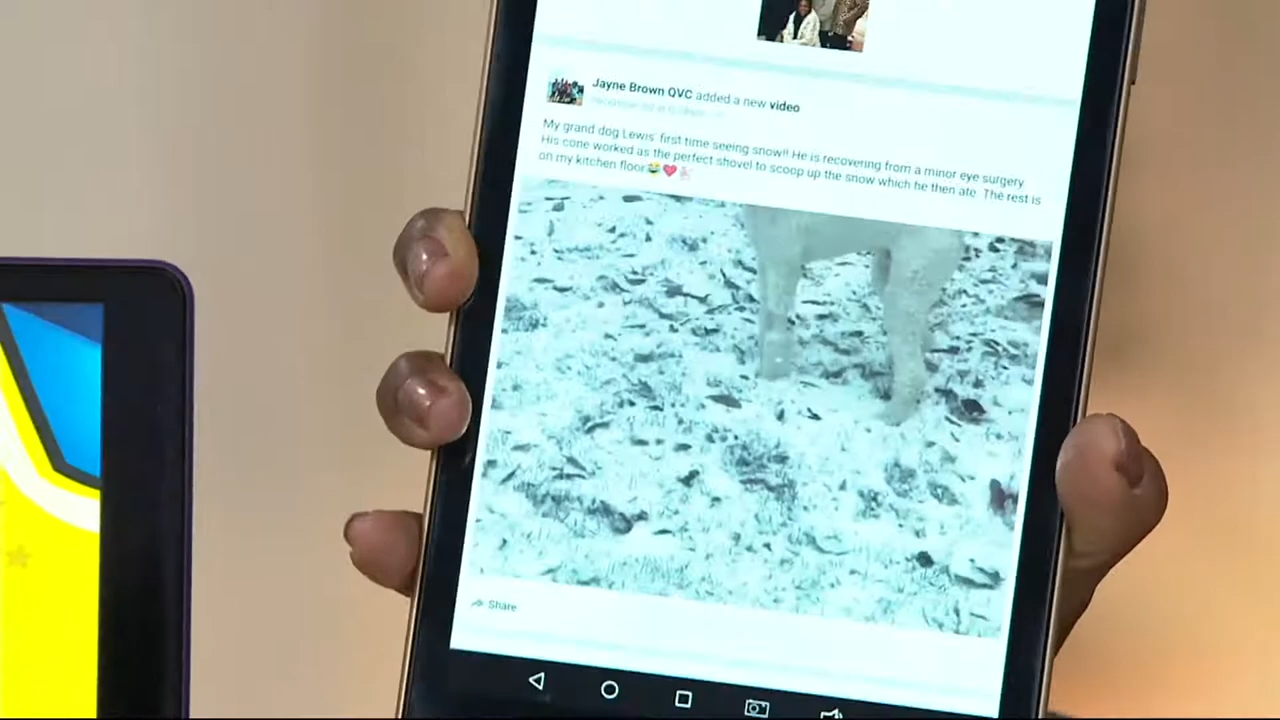 Jayne Brown QVC added a new video
My grand dog Lewis' first time seeing snow!! He is recovering from a minor eye surgery
His cone worked as the perfect shovel to scoop up the snow which he then ate. The rest is
on my kitchen floor😂❤️
Share